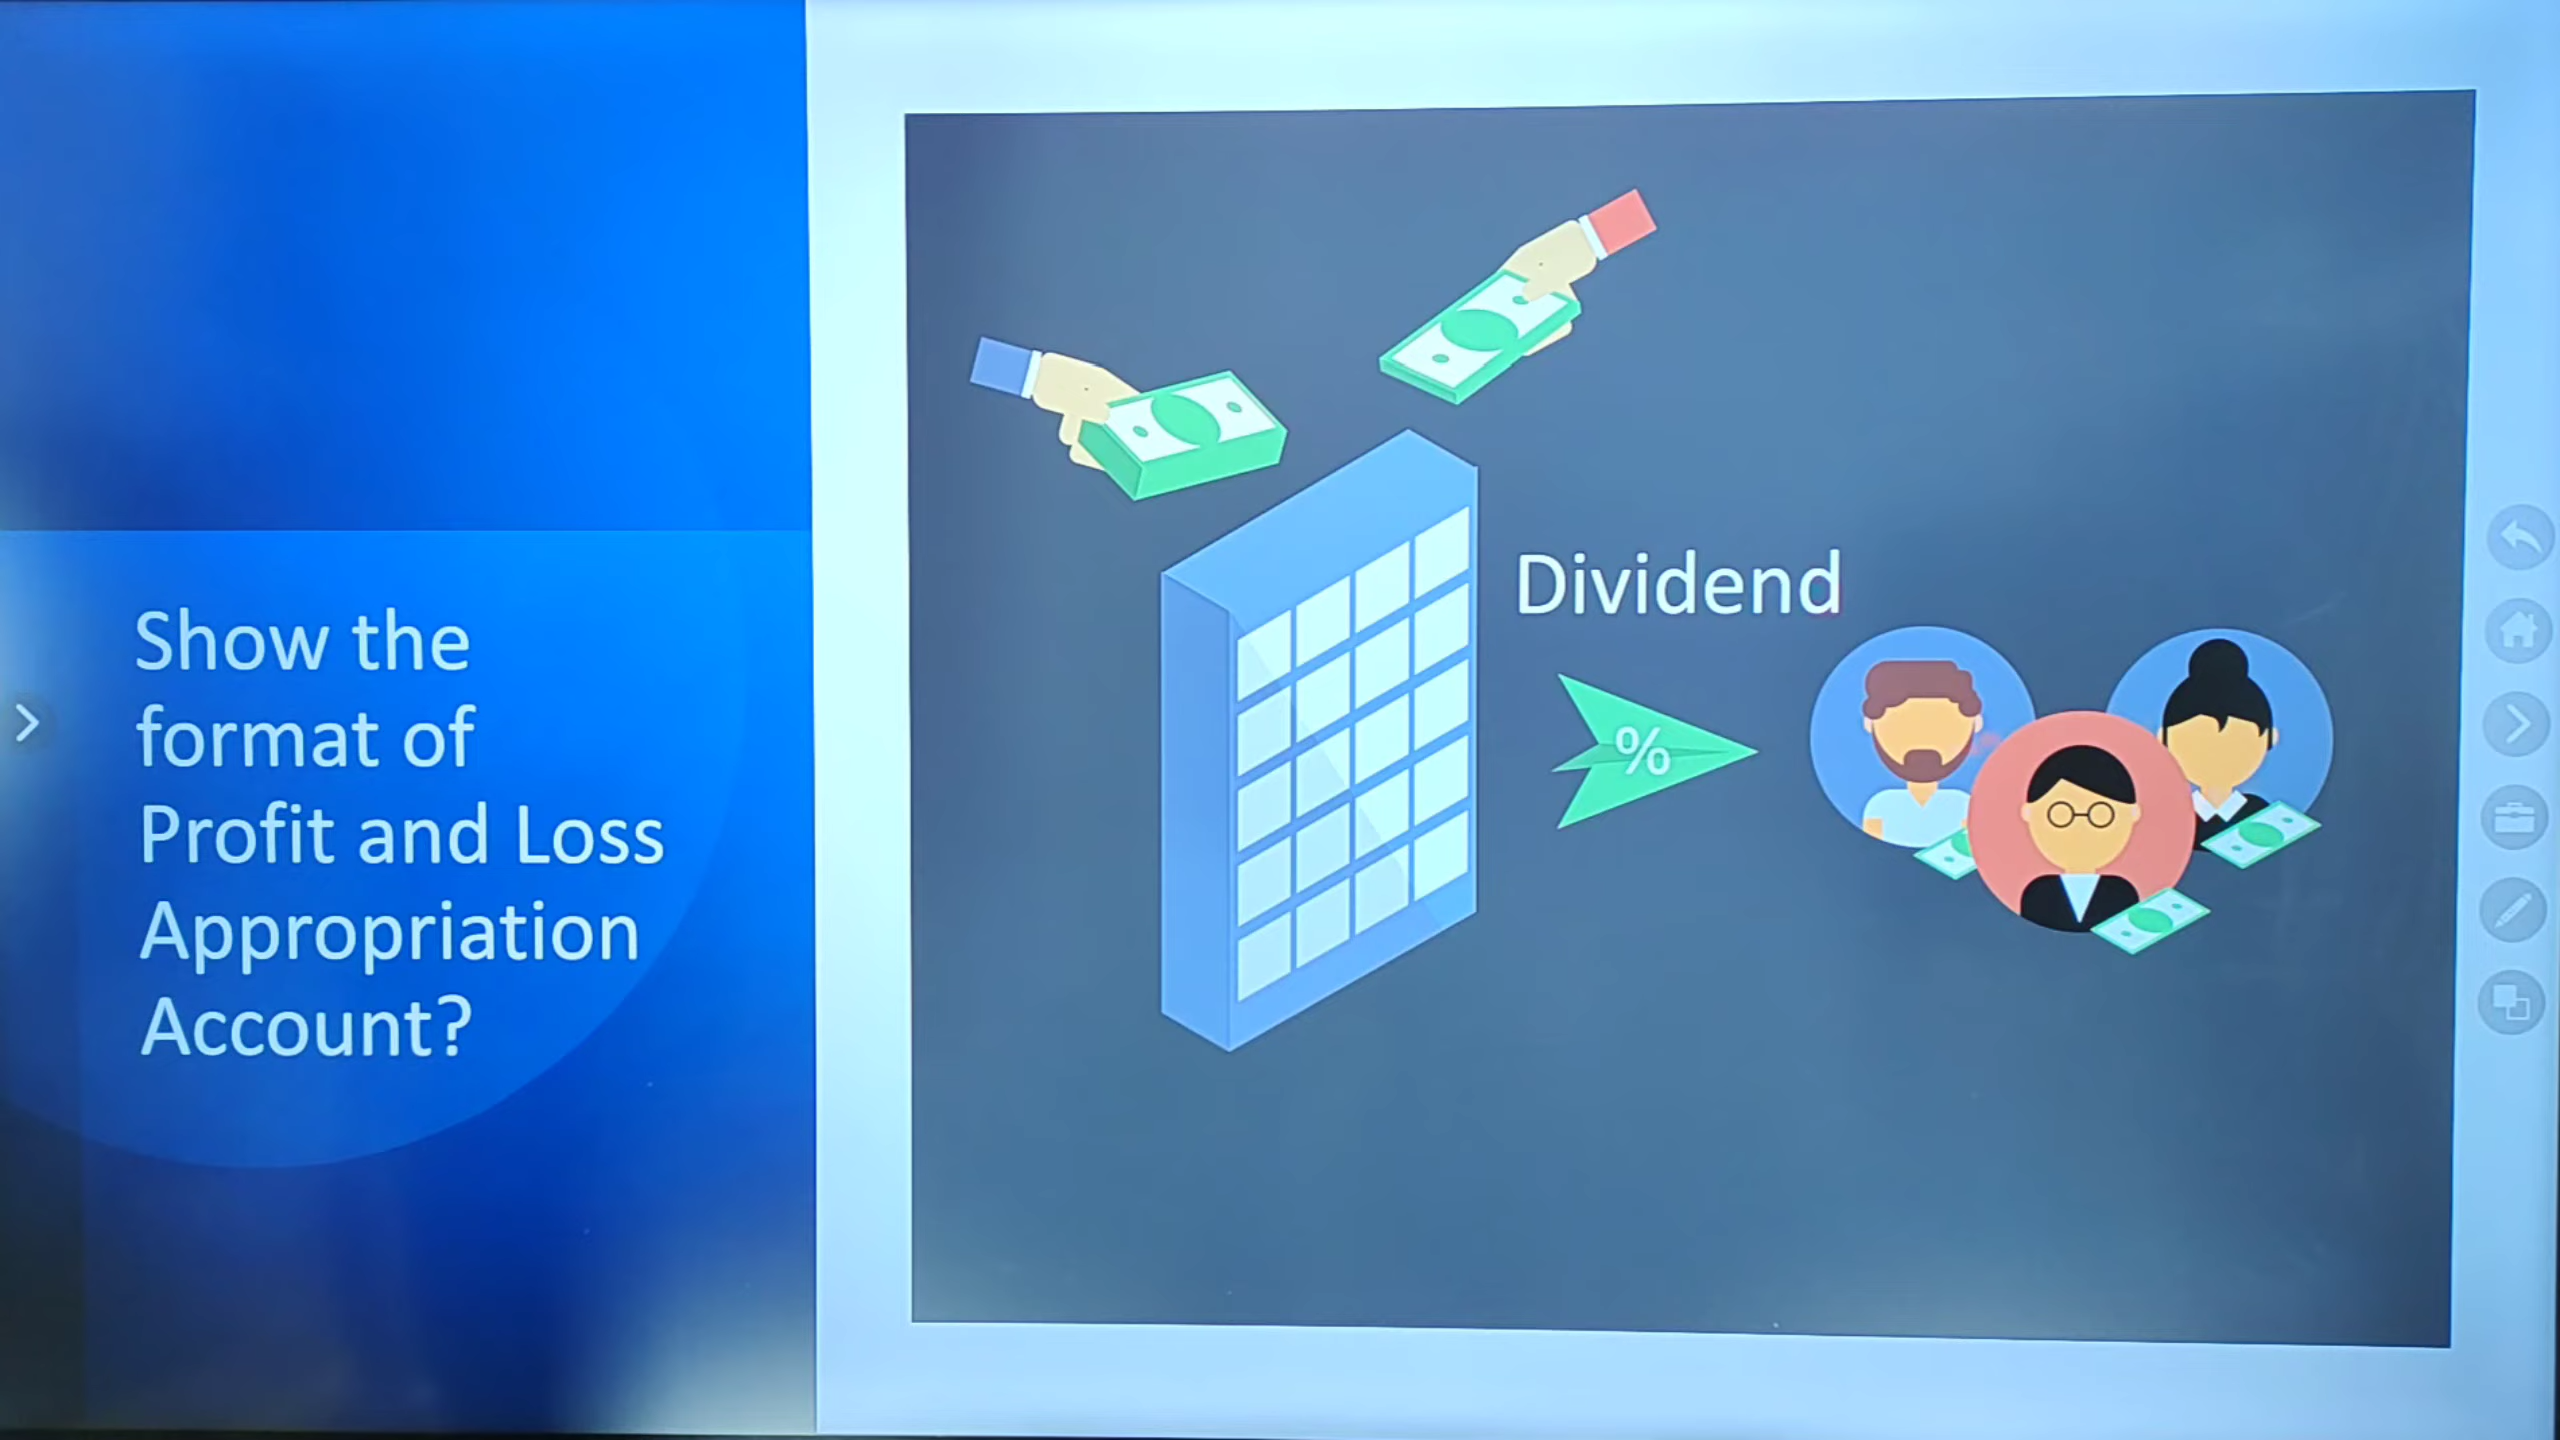 Show the
format of
Profit and Loss
Appropriation
Account?
Dividend
%